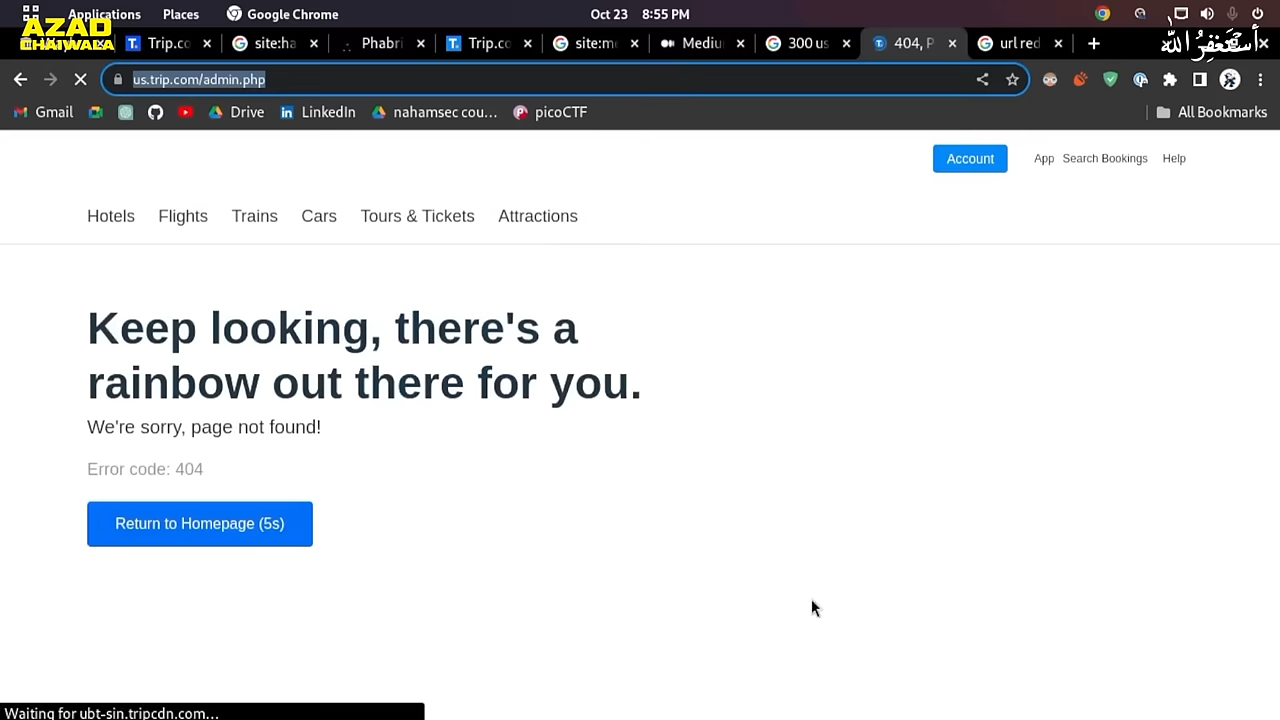 Applications Places Google Chrome Oct 23 8:55 PM
AZAD
CHAIWALA
أستغفر الله
Trip.co site:ha Phabri Trip.co site:me Mediu 300 us 404, P url red
us.trip.com/admin.php
Gmail Drive LinkedIn nahamsec cou... picoCTF All Bookmarks
Account App Search Bookings Help
Hotels Flights Trains Cars Tours & Tickets Attractions
Keep looking, there's a
rainbow out there for you.
We're sorry, page not found!
Error code: 404
Return to Homepage (5s)
Waiting for ubt-sin.tripcdn.com...